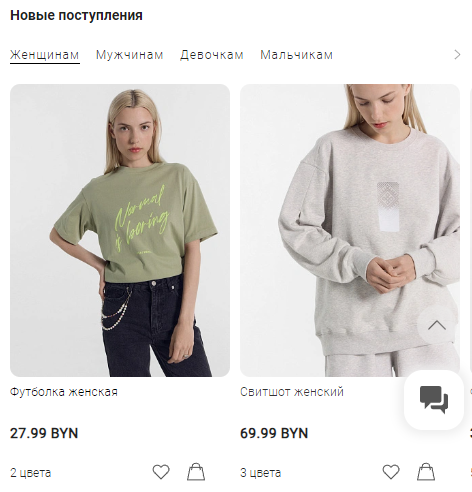 Новые поступления
Женщинам Мужчинам Девочкам Мальчикам
Normal
is boring
Футболка женская
Свитшот женский
27.99 BYN
69.99 BYN
2 цвета
3 цвета